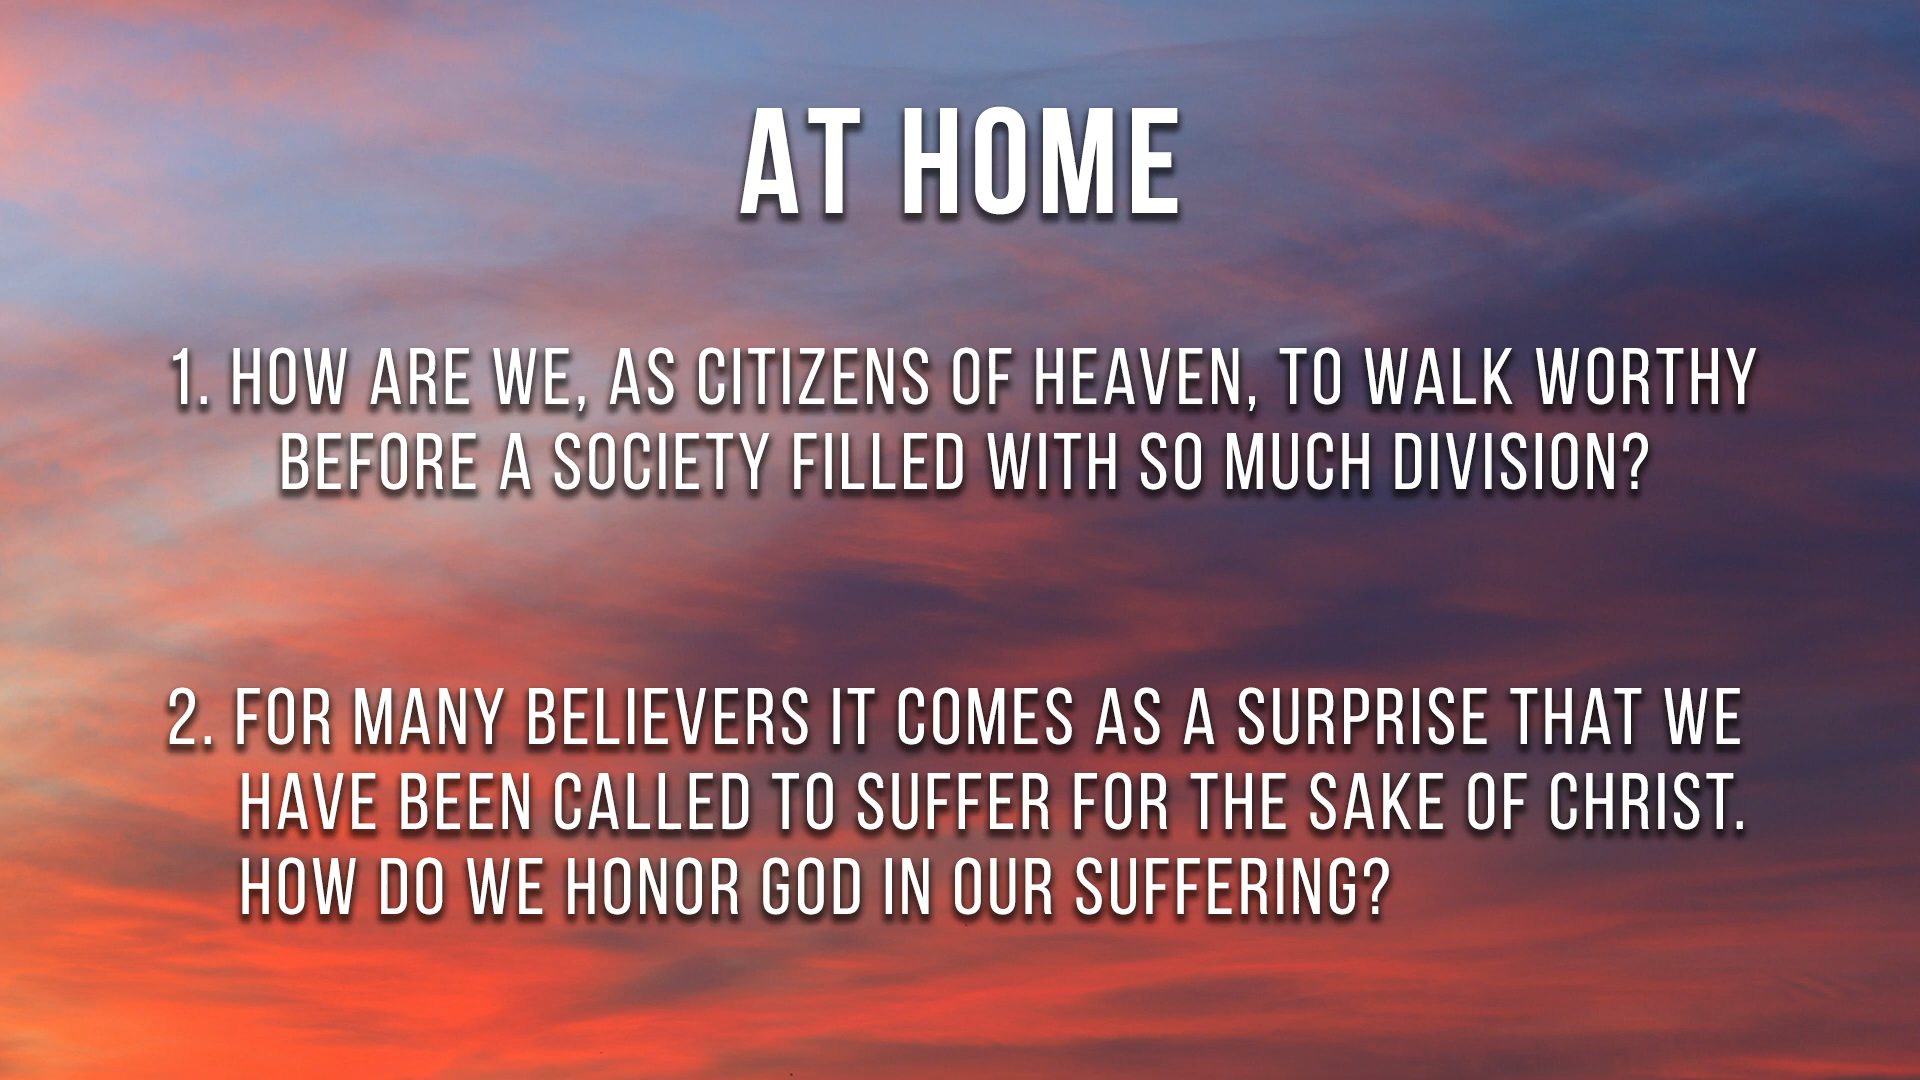 AT HOME
1. HOW ARE WE, AS CITIZENS OF HEAVEN, TO WALK WORTHY
BEFORE A SOCIETY FILLED WITH SO MUCH DIVISION?
2. FOR MANY BELIEVERS IT COMES AS A SURPRISE THAT WE
HAVE BEEN CALLED TO SUFFER FOR THE SAKE OF CHRIST.
HOW DO WE HONOR GOD IN OUR SUFFERING?